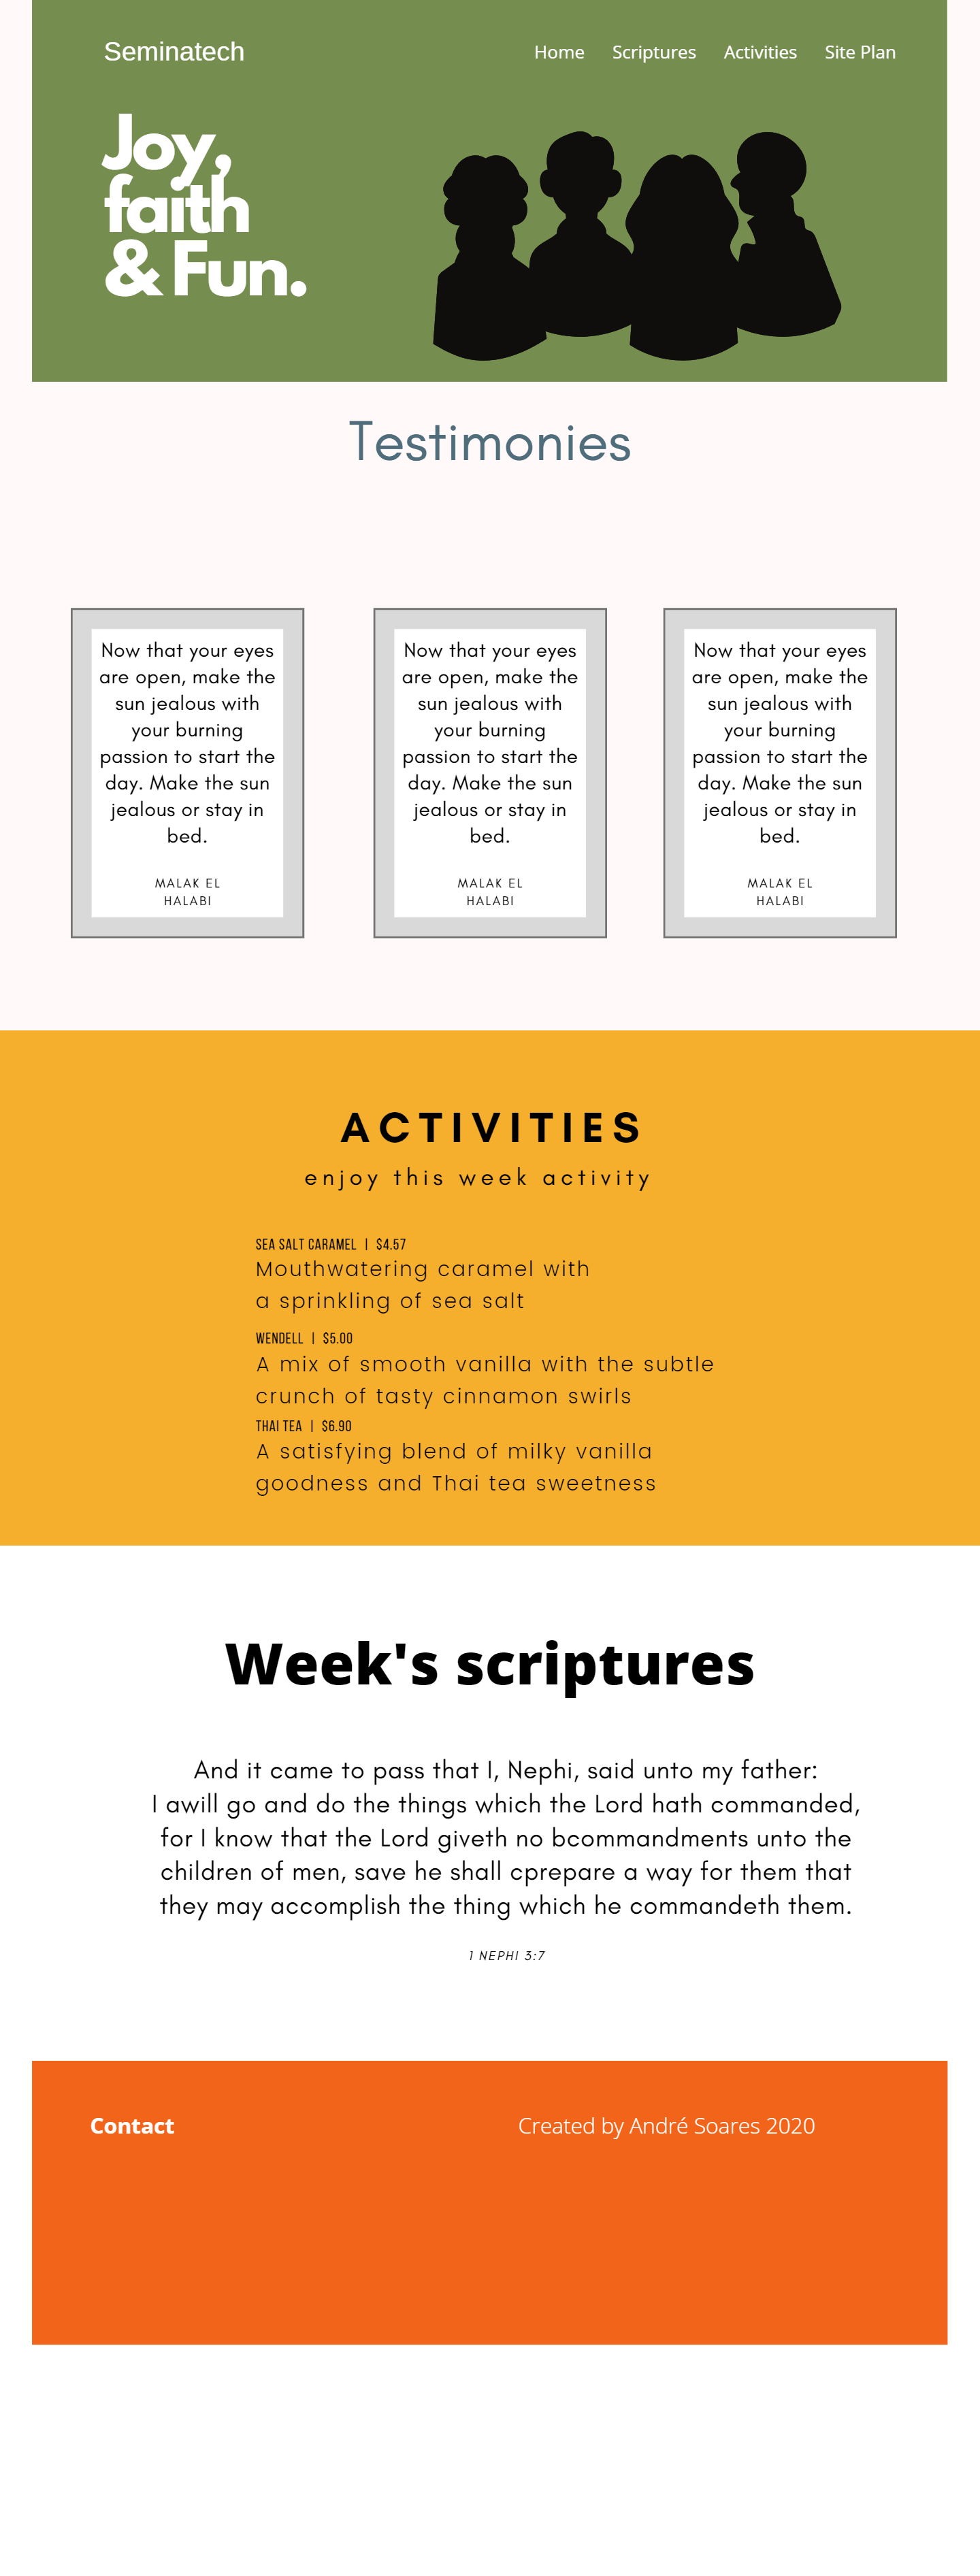 Seminatech
Home Scriptures Activities Site Plan
Joy,
faith
& Fun.
Testimonies
Now that your eyes
are open, make the
sun jealous with
your burning
passion to start the
day. Make the sun
jealous or stay in
bed.
MALAK EL
HALABI
Now that your eyes
are open, make the
sun jealous with
your burning
passion to start the
day. Make the sun
jealous or stay in
bed.
MALAK EL
HALABI
Now that your eyes
are open, make the
sun jealous with
your burning
passion to start the
day. Make the sun
jealous or stay in
bed.
MALAK EL
HALABI
ACTIVITIES
enjoy this week activity
SEA SALT CARAMEL | $4.57
Mouthwatering caramel with
a sprinkling of sea salt
WENDELL | $5.00
A mix of smooth vanilla with the subtle
crunch of tasty cinnamon swirls
THAI TEA | $6.90
A satisfying blend of milky vanilla
goodness and Thai tea sweetness
Week's scriptures
And it came to pass that I, Nephi, said unto my father:
I awill go and do the things which the Lord hath commanded,
for I know that the Lord giveth no bcommandments unto the
children of men, save he shall cprepare a way for them that
they may accomplish the thing which he commandeth them.
1 NEPHI 3:7
Contact
Created by André Soares 2020